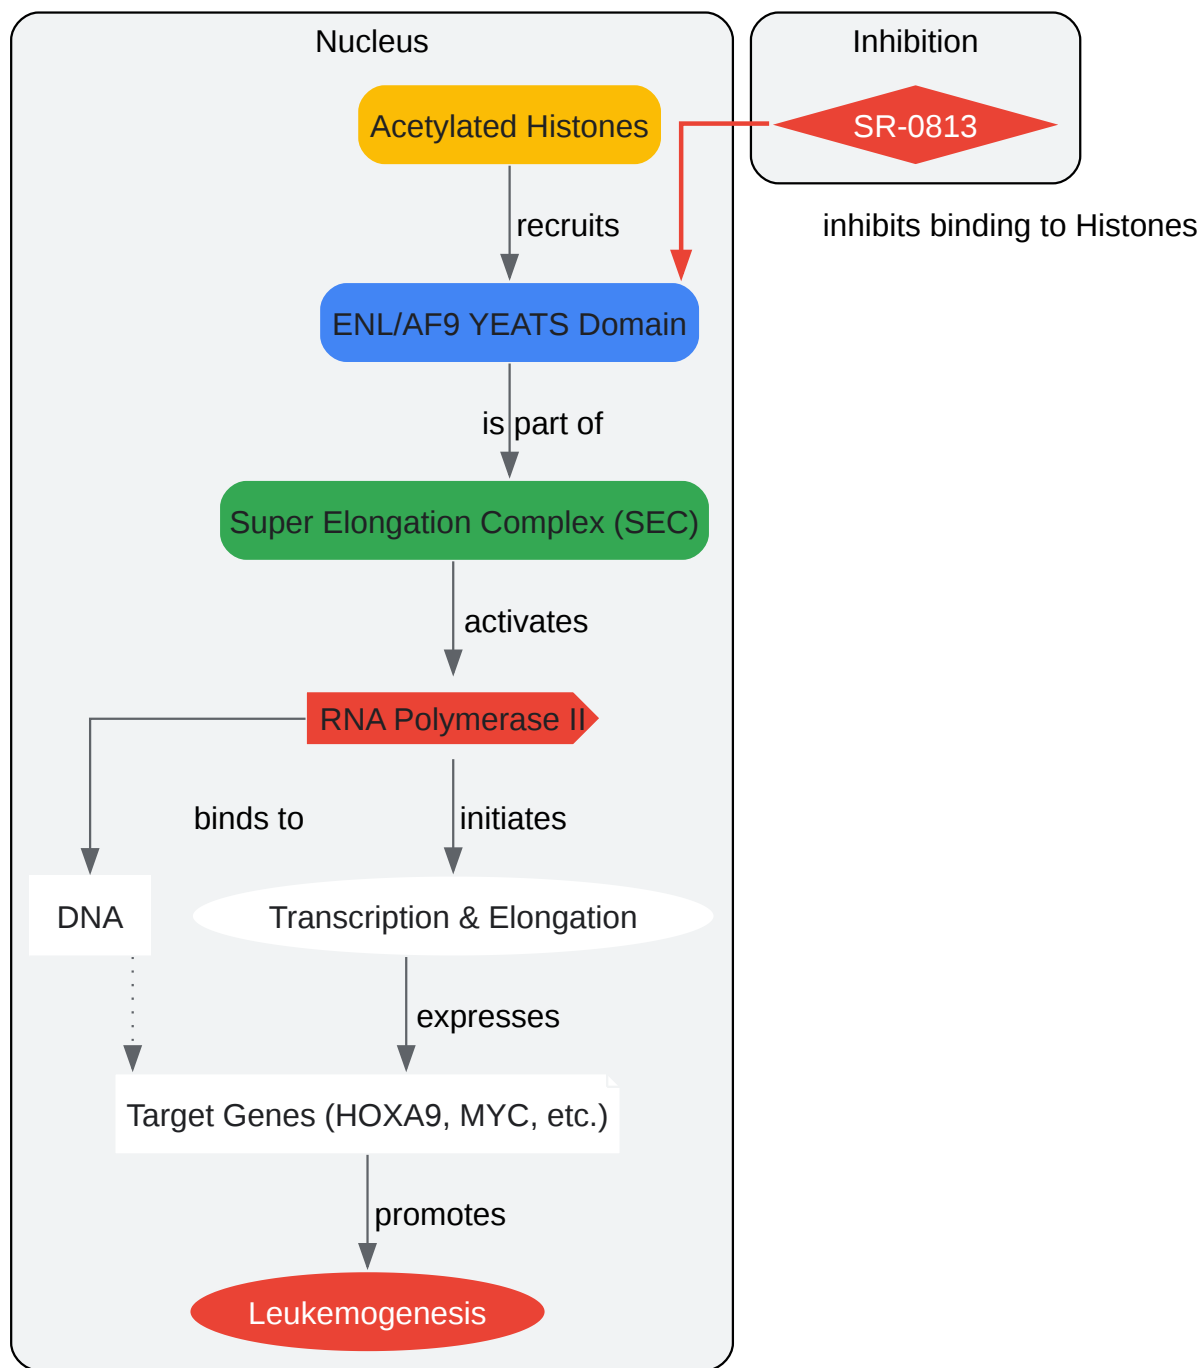 Nucleus
Inhibition
Acetylated Histones
SR-0813
recruits
inhibits binding to Histones
ENL/AF9 YEATS Domain
is part of
Super Elongation Complex (SEC)
activates
RNA Polymerase II
binds to
initiates
DNA
Transcription & Elongation
expresses
Target Genes (HOXA9, MYC, etc.)
promotes
Leukemogenesis